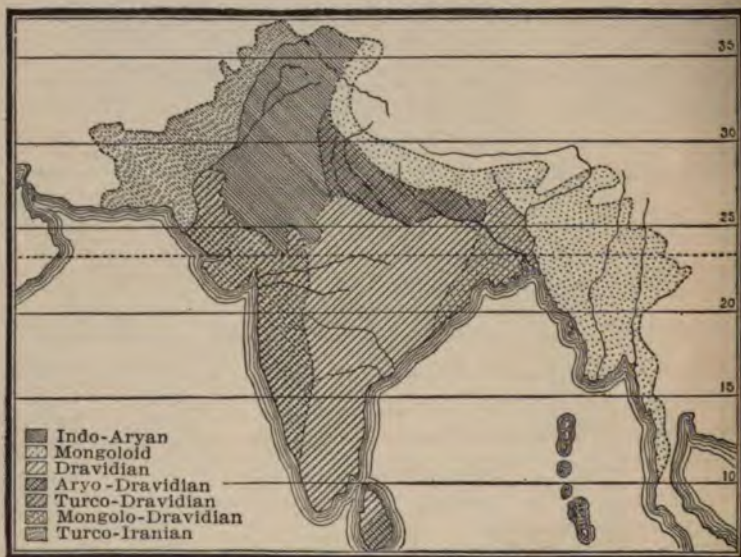 35
30
25
20
15
10
Indo-Aryan
Mongoloid
Dravidian
Aryo-Dravidian
Turco-Dravidian
Mongolo-Dravidian
Turco-Iranian